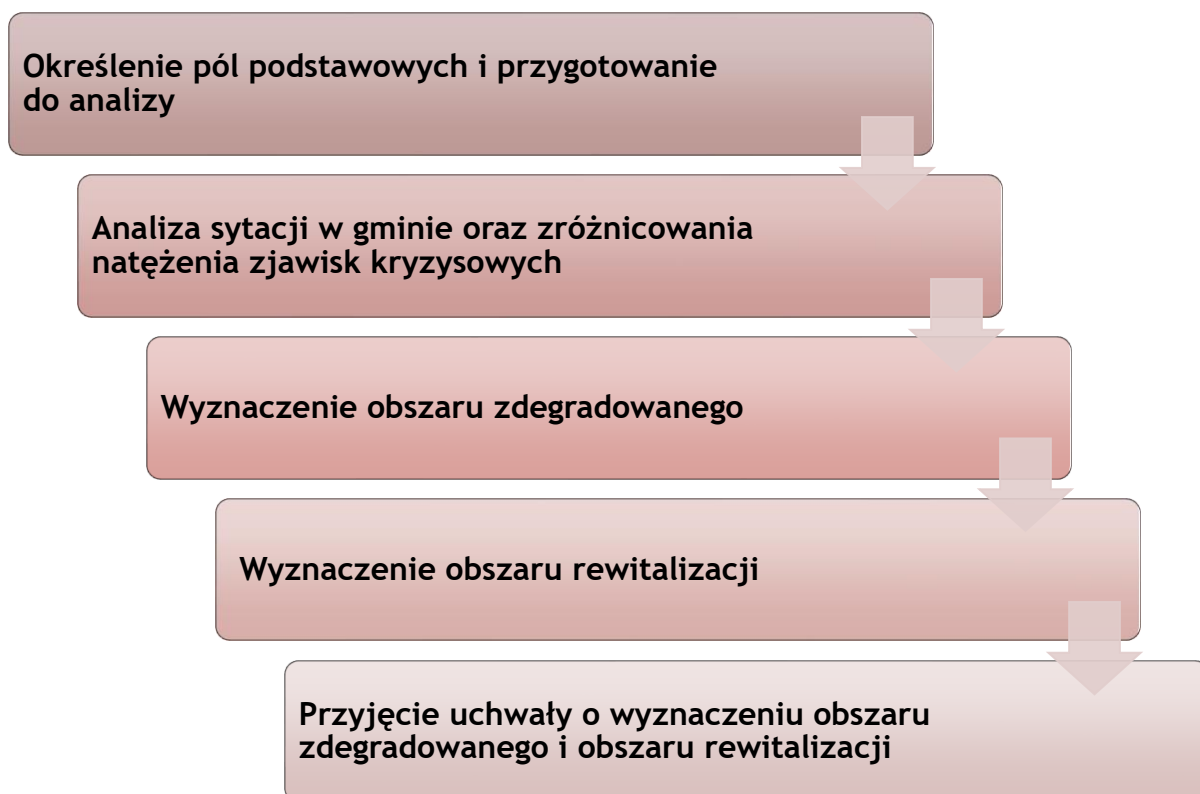 Określenie pól podstawowych i przygotowanie
do analizy
Analiza sytacji w gminie oraz zróżnicowania
natężenia zjawisk kryzysowych
Wyznaczenie obszaru zdegradowanego
Wyznaczenie obszaru rewitalizacji
Przyjęcie uchwały o wyznaczeniu obszaru
zdegradowanego i obszaru rewitalizacji